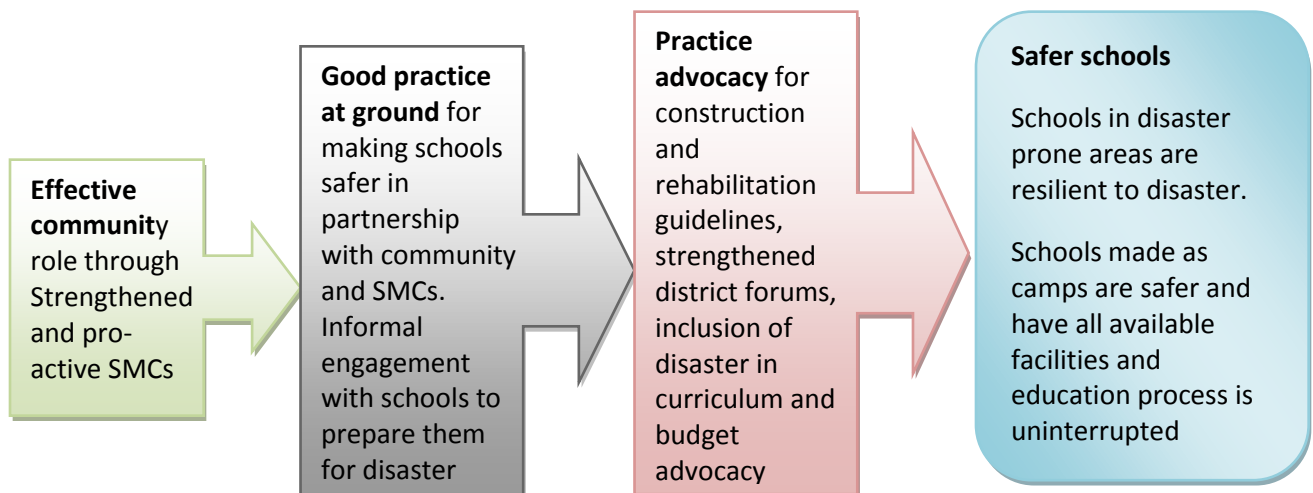 Effective
community
role through
Strengthened
and pro-
active SMCs
Good practice
at ground for
making schools
safer in
partnership
with community
and SMCs.
Informal
engagement
with schools to
prepare them
for disaster
Practice
advocacy for
construction
and
rehabilitation
guidelines,
strengthened
district forums,
inclusion of
disaster in
curriculum and
budget
advocacy
Safer schools
Schools in disaster
prone areas are
resilient to disaster.
Schools made as
camps are safer and
have all available
facilities and
education process is
uninterrupted